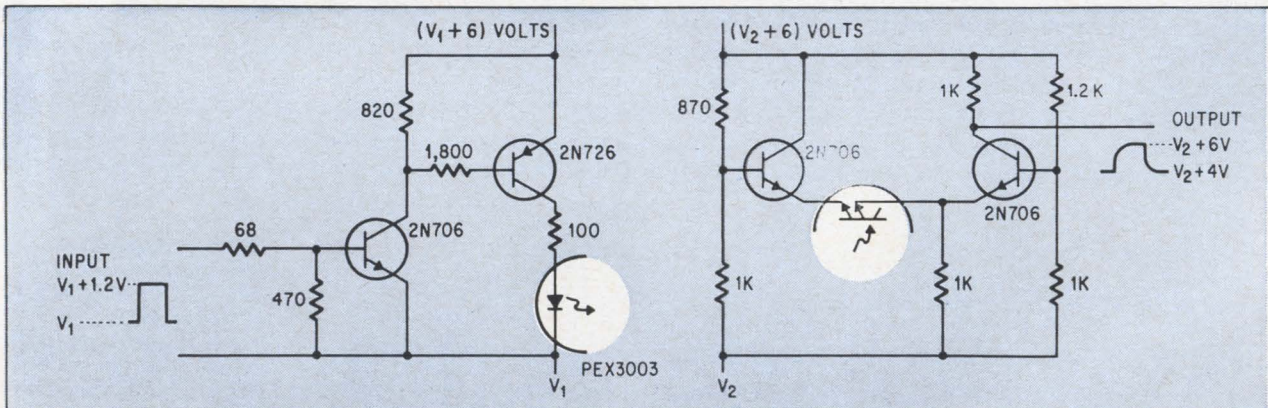 (V1+6) VOLTS
820
1,800
2N726
68
2N706
100
INPUT
V1+1.2V
V1
470
PEX3003
V1
(V2+6) VOLTS
870
1K
1.2K
OUTPUT
V2+6V
V2+4V
2N706
2N706
1K
1K
1K
V2